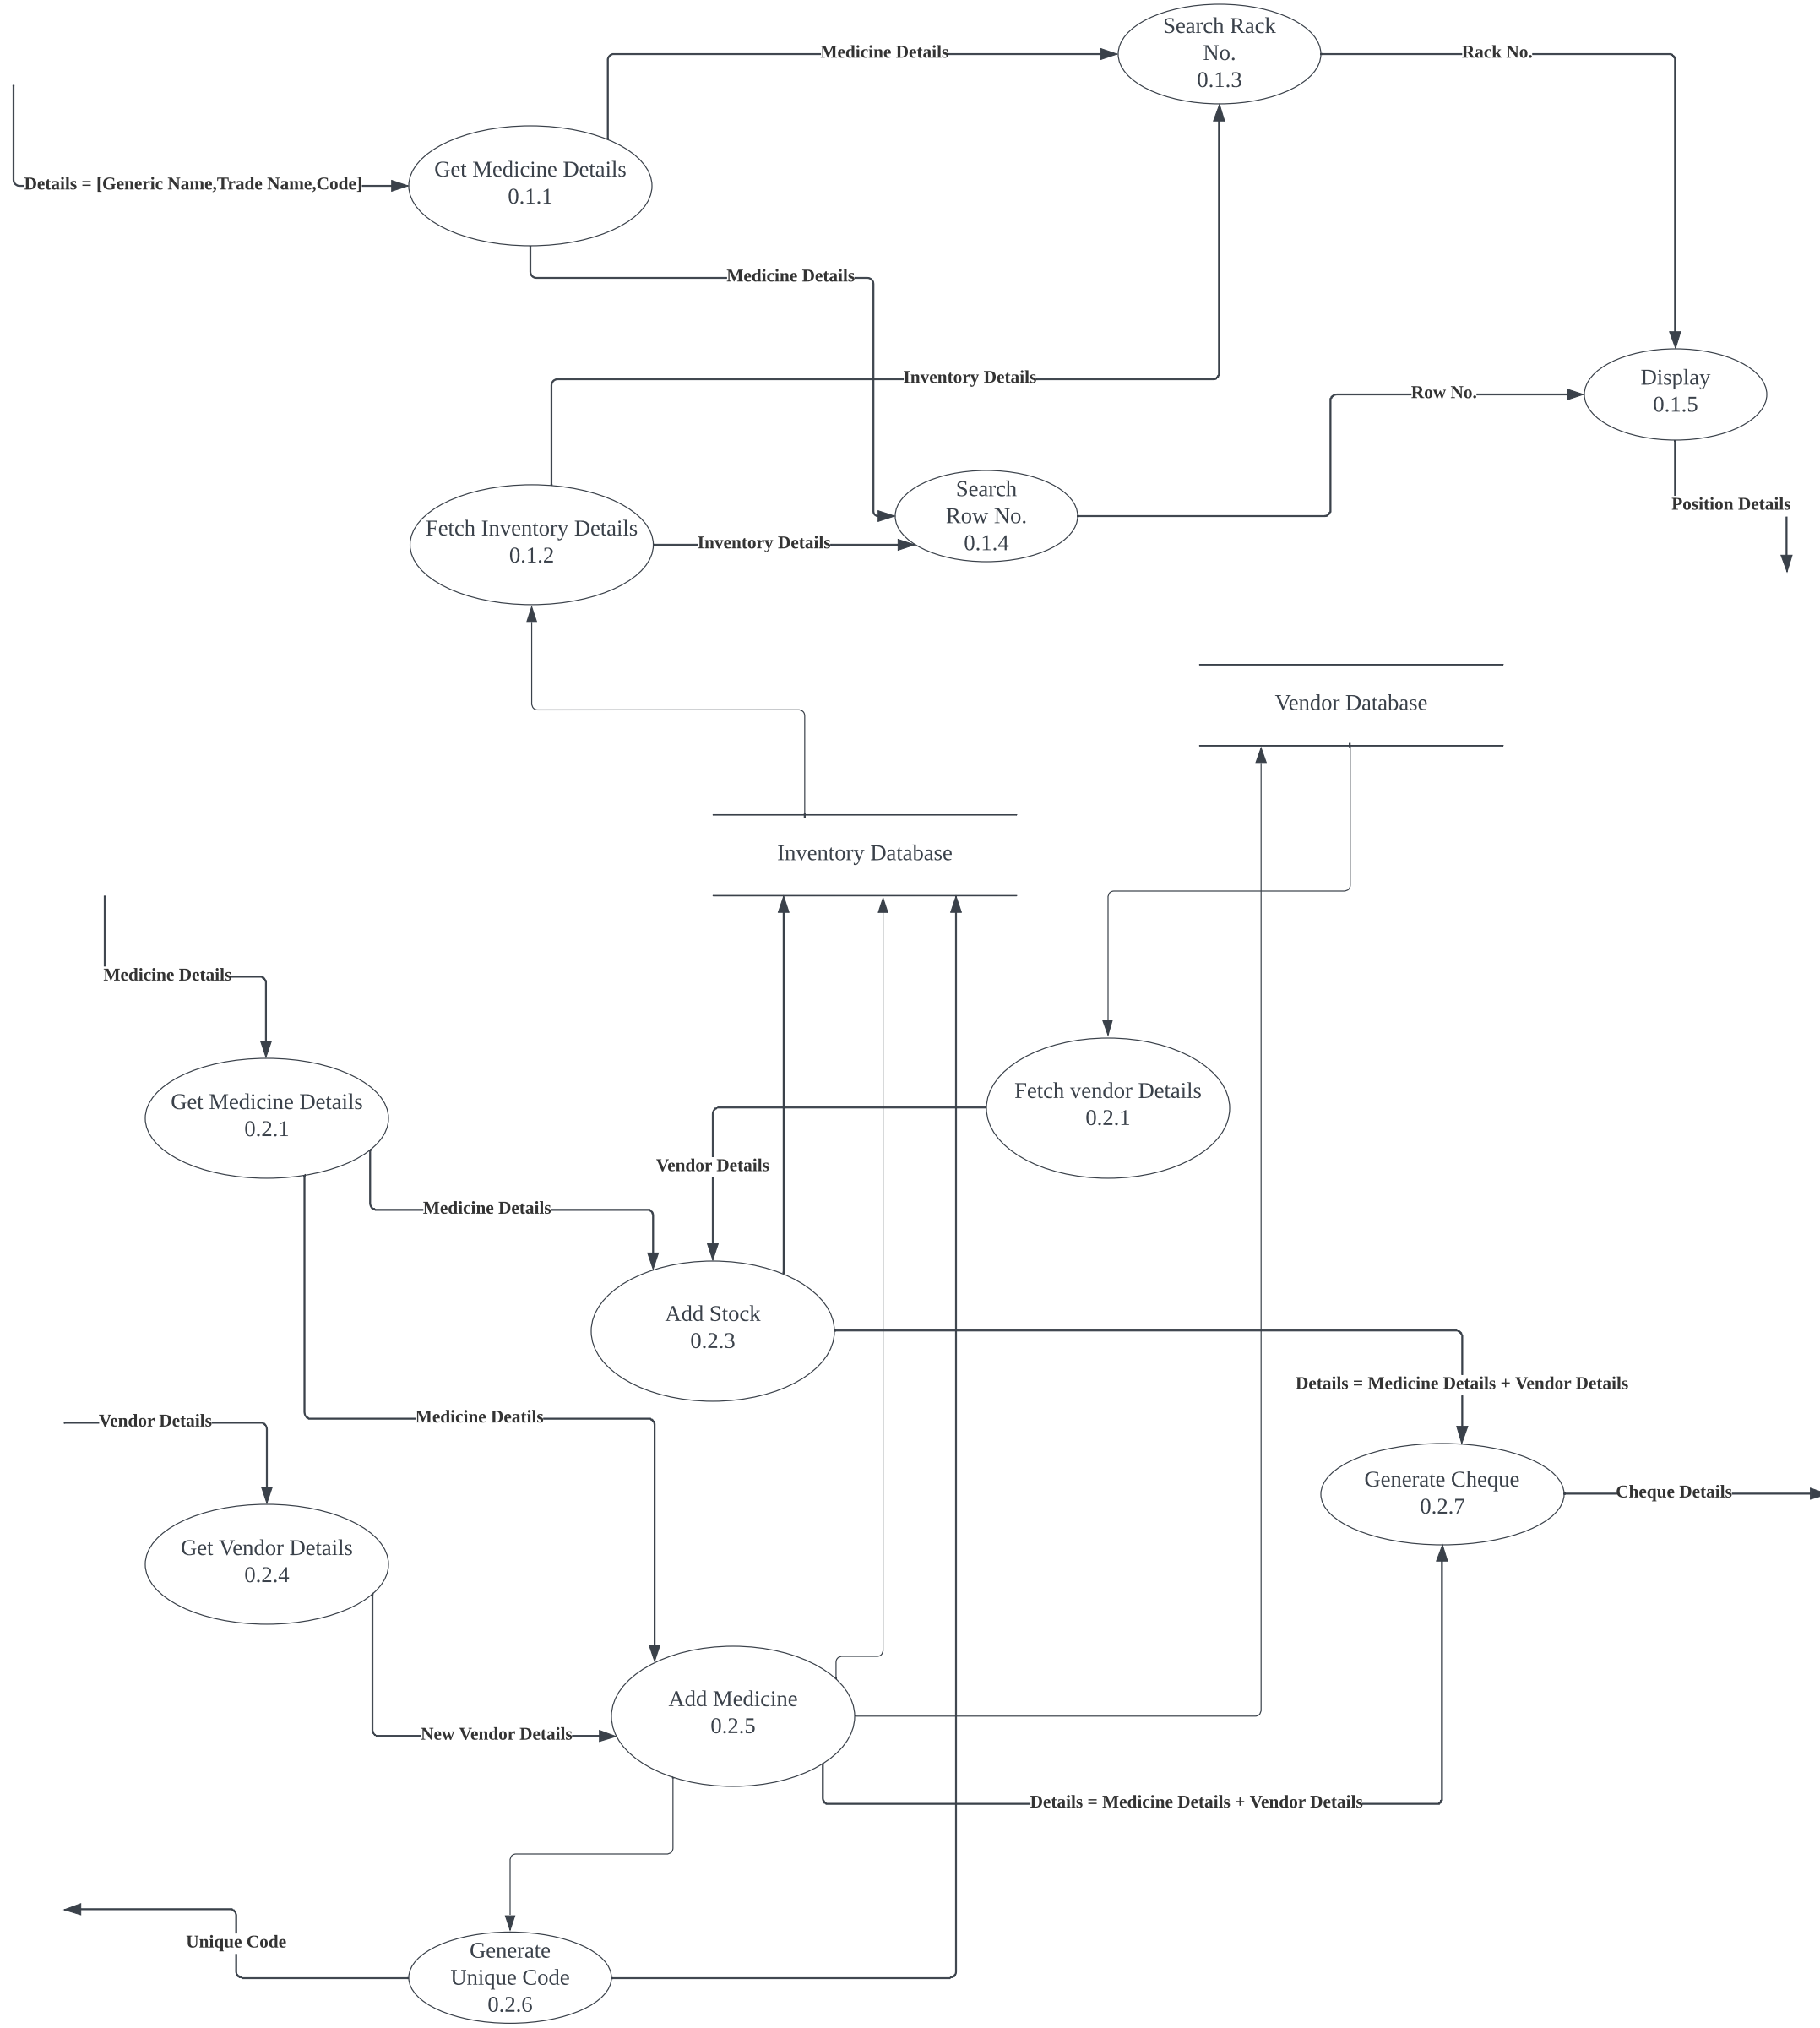 Search Rack
No.
0.1.3
Medicine Details
Rack No.
Get Medicine Details
0.1.1
Details = [Generic Name,Trade Name,Code]
Medicine Details
Inventory Details
Display
0.1.5
Row No.
Search
Row No.
0.1.4
Position Details
Fetch Inventory Details
0.1.2
Inventory Details
Vendor Database
Inventory Database
Medicine Details
Get Medicine Details
0.2.1
Fetch vendor Details
0.2.1
Vendor Details
Medicine Details
Add Stock
0.2.3
Details = Medicine Details + Vendor Details
Vendor Details
Medicine Deatils
Generate Cheque
0.2.7
Cheque Details
Get Vendor Details
0.2.4
Add Medicine
0.2.5
New Vendor Details
Details = Medicine Details + Vendor Details
Unique Code
Generate
Unique Code
0.2.6